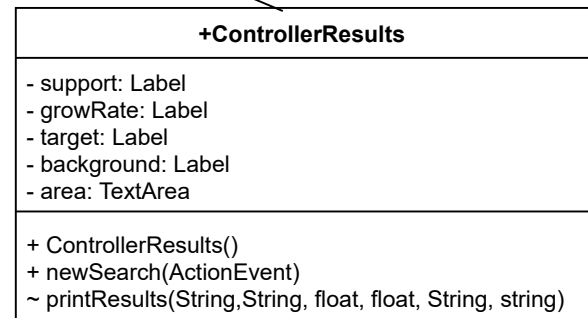 +ControllerResults
- support: Label
- growRate: Label
- target: Label
- background: Label
- area: TextArea
+ ControllerResults()
+ newSearch(ActionEvent)
~ printResults(String,String, float, float, String, string)